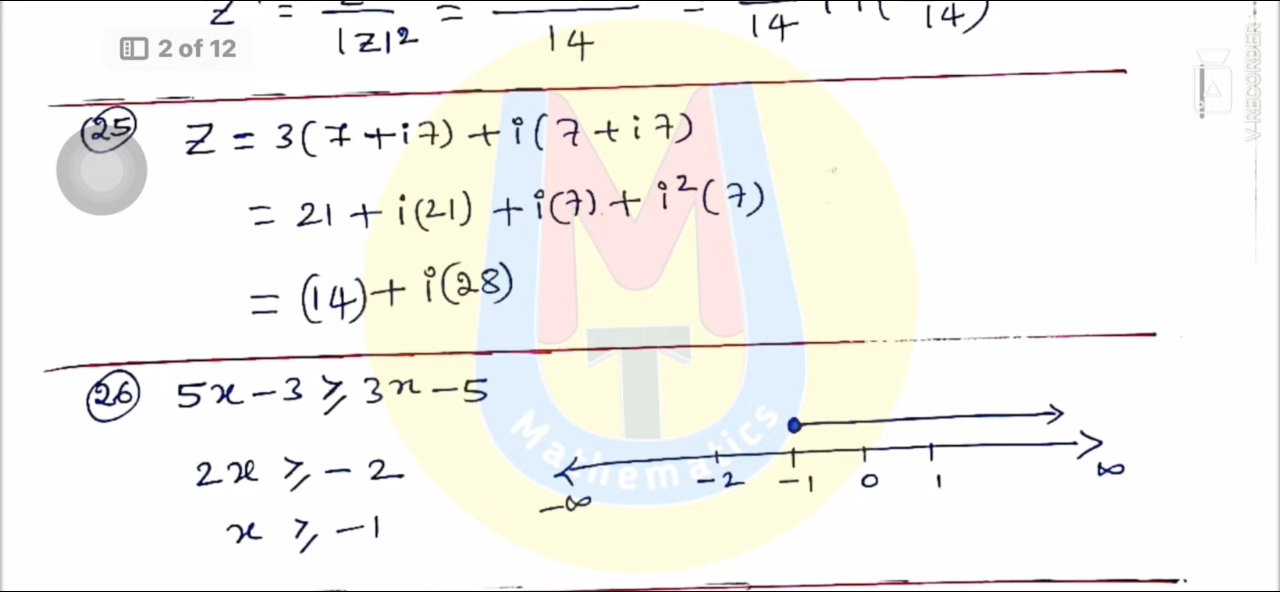 |z|² 14 14 14)
2 of 12
(25) Z = 3(7 + i7) + i(7 + i7)
= 21 + i(21) + i(7) + i²(7)
= (14) + i(28)
(26) 5x - 3 ≥ 3x - 5
2x ≥ -2
x ≥ -1
-∞ -2 -1 0 1 ∞
Mathematics
V-RECORDER